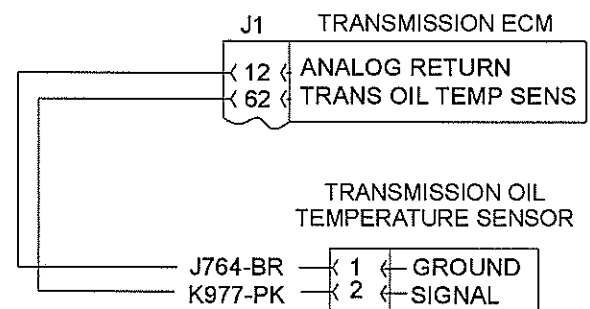 J1 TRANSMISSION ECM
12 ANALOG RETURN
62 TRANS OIL TEMP SENS
TRANSMISSION OIL
TEMPERATURE SENSOR
J764-BR 1 GROUND
K977-PK 2 SIGNAL